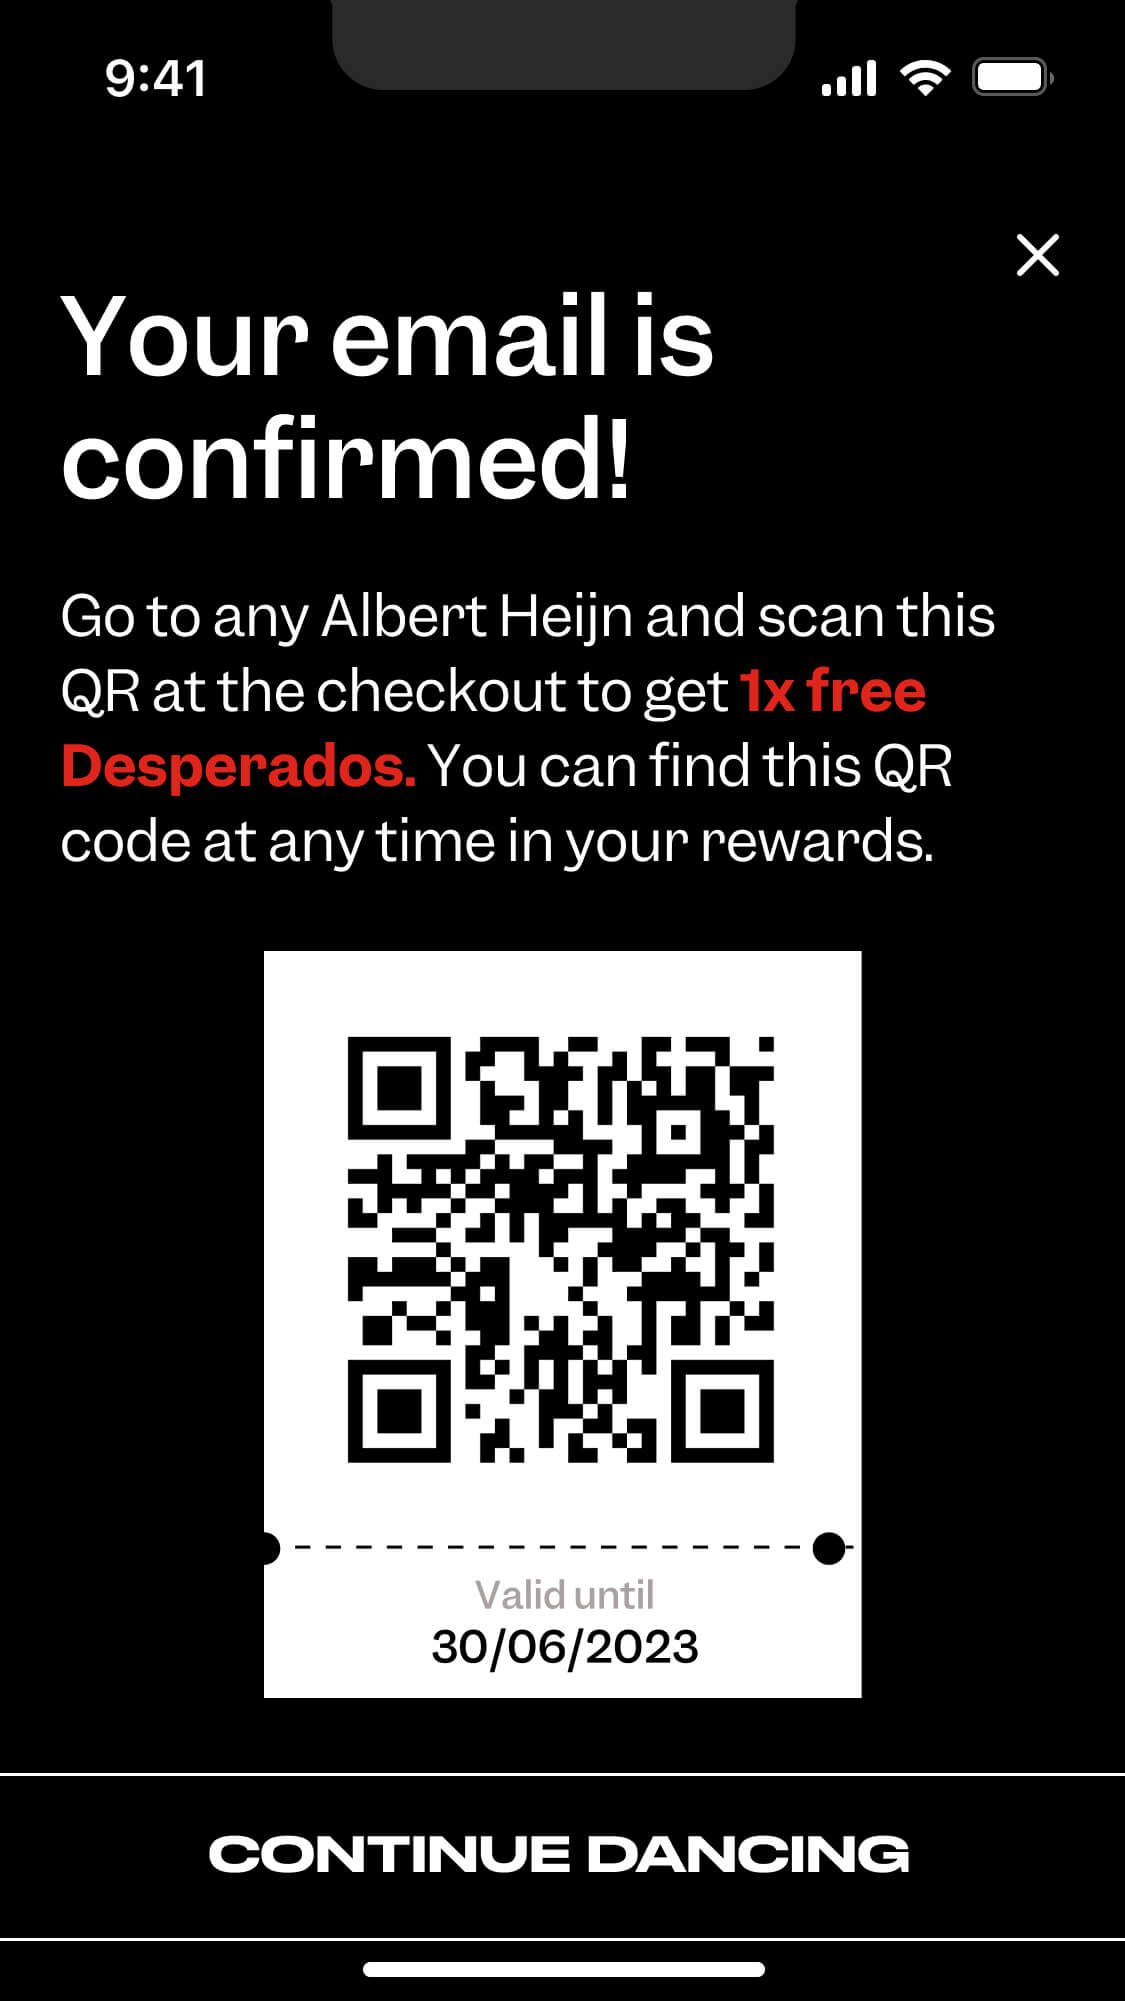 9:41
Your email is
confirmed!
Go to any Albert Heijn and scan this
QR at the checkout to get 1x free
Desperados. You can find this QR
code at any time in your rewards.
Valid until
30/06/2023
CONTINUE DANCING